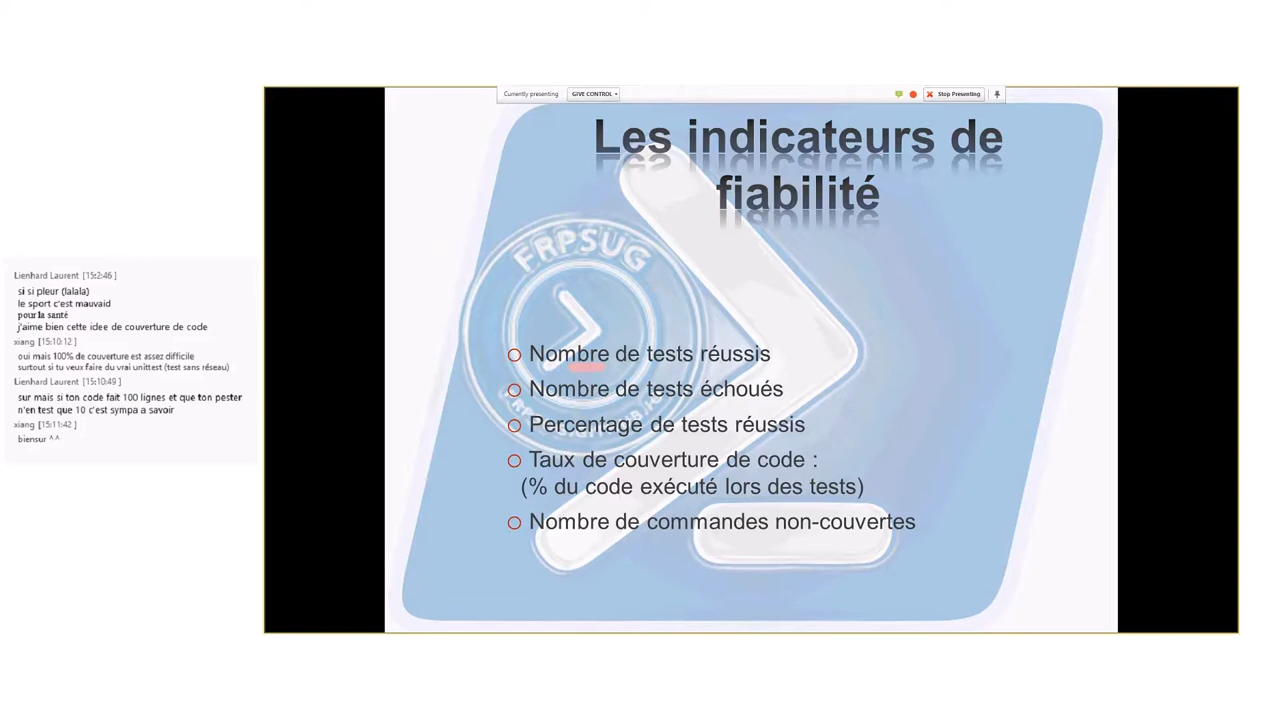 Currently presenting
GIVE CONTROL
Stop Presenting
Les indicateurs de
fiabilité
FRPSUG
Nombre de tests réussis
Nombre de tests échoués
Percentage de tests réussis
Taux de couverture de code :
(% du code exécuté lors des tests)
Nombre de commandes non-couvertes
Lienhard Laurent [15:2:46 ]
si si pleur (lalala)
le sport c'est mauvaid
pour la santé
j'aime bien cette idee de couverture de code
xiang [15:10:12 ]
oui mais 100% de couverture est assez difficile
surtout si tu veux faire du vrai unittest (test sans réseau)
Lienhard Laurent [15:10:49 ]
sur mais si ton code fait 100 lignes et que ton pester
n'en test que 10 c'est sympa a savoir
xiang [15:11:42 ]
biensur ^^